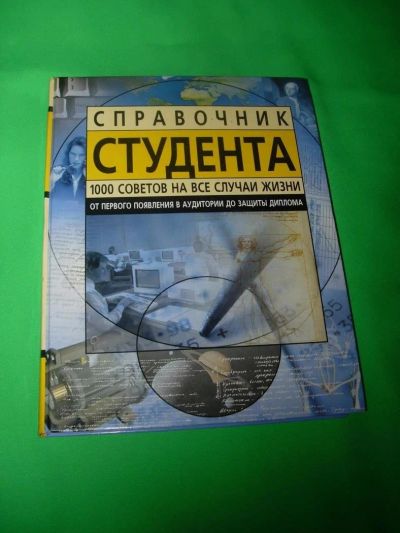 СПРАВОЧНИК
СТУДЕНТА
1000 СОВЕТОВ НА ВСЕ СЛУЧАИ ЖИЗНИ
ОТ ПЕРВОГО ПОЯВЛЕНИЯ В АУДИТОРИИ ДО ЗАЩИТЫ ДИПЛОМА